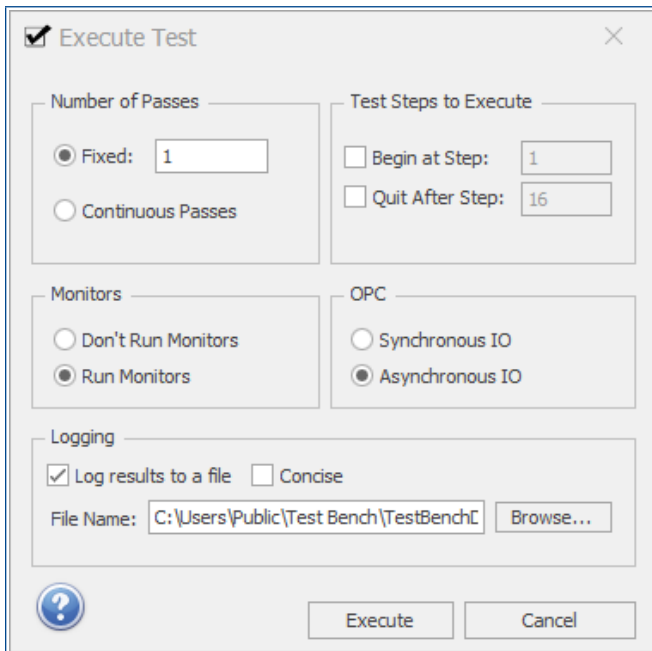 Execute Test
Number of Passes
Fixed: 1
Continuous Passes
Test Steps to Execute
Begin at Step: 1
Quit After Step: 16
Monitors
Don't Run Monitors
Run Monitors
OPC
Synchronous IO
Asynchronous IO
Logging
Log results to a file Concise
File Name: C:\Users\Public\Test Bench\TestBench Browse...
? Execute Cancel